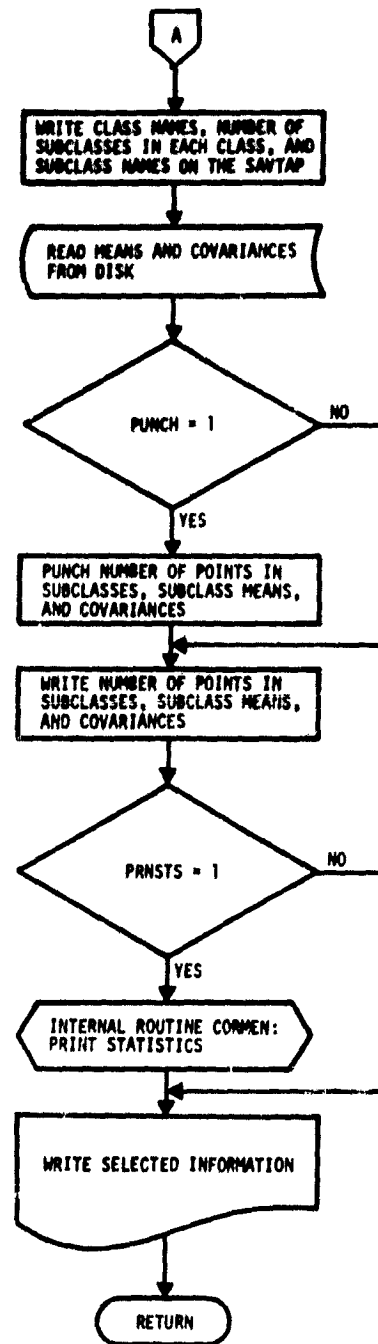 A
WRITE CLASS NAMES, NUMBER OF
SUBCLASSES IN EACH CLASS, AND
SUBCLASS NAMES ON THE SAVTAP
READ MEANS AND COVARIANCES
FROM DISK
PUNCH = 1
NO
YES
PUNCH NUMBER OF POINTS IN
SUBCLASSES, SUBCLASS MEANS,
AND COVARIANCES
WRITE NUMBER OF POINTS IN
SUBCLASSES, SUBCLASS MEANS,
AND COVARIANCES
PRNSTS = 1
NO
YES
INTERNAL ROUTINE CORMEN:
PRINT STATISTICS
WRITE SELECTED INFORMATION
RETURN